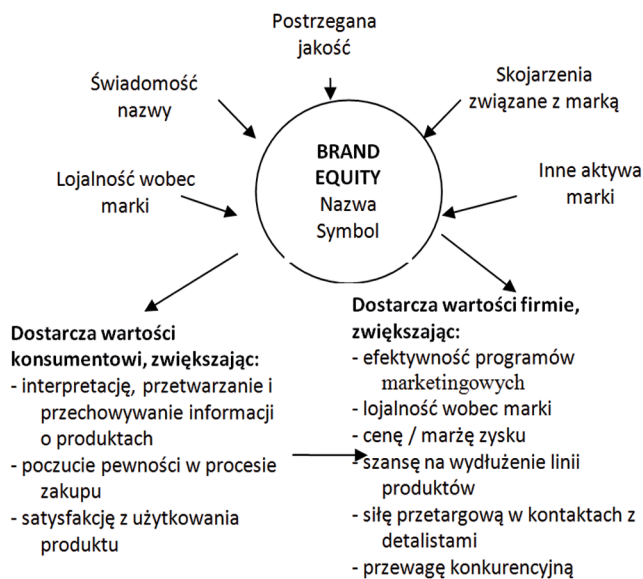 Postrzegana
jakość
Świadomość
nazwy
Skojarzenia
związane z marką
Lojalność wobec
marki
Inne aktywa
marki
BRAND
EQUITY
Nazwa
Symbol
Dostarcza wartości
konsumentowi, zwiększając:
- interpretację, przetwarzanie i
przechowywanie informacji
o produktach
- poczucie pewności w procesie
zakupu
- satysfakcję z użytkowania
produktu
Dostarcza wartości firmie,
zwiększając:
- efektywność programów
marketingowych
- lojalność wobec marki
- cenę / marżę zysku
- szansę na wydłużenie linii
produktów
- siłę przetargową w kontaktach z
detalistami
- przewagę konkurencyjną